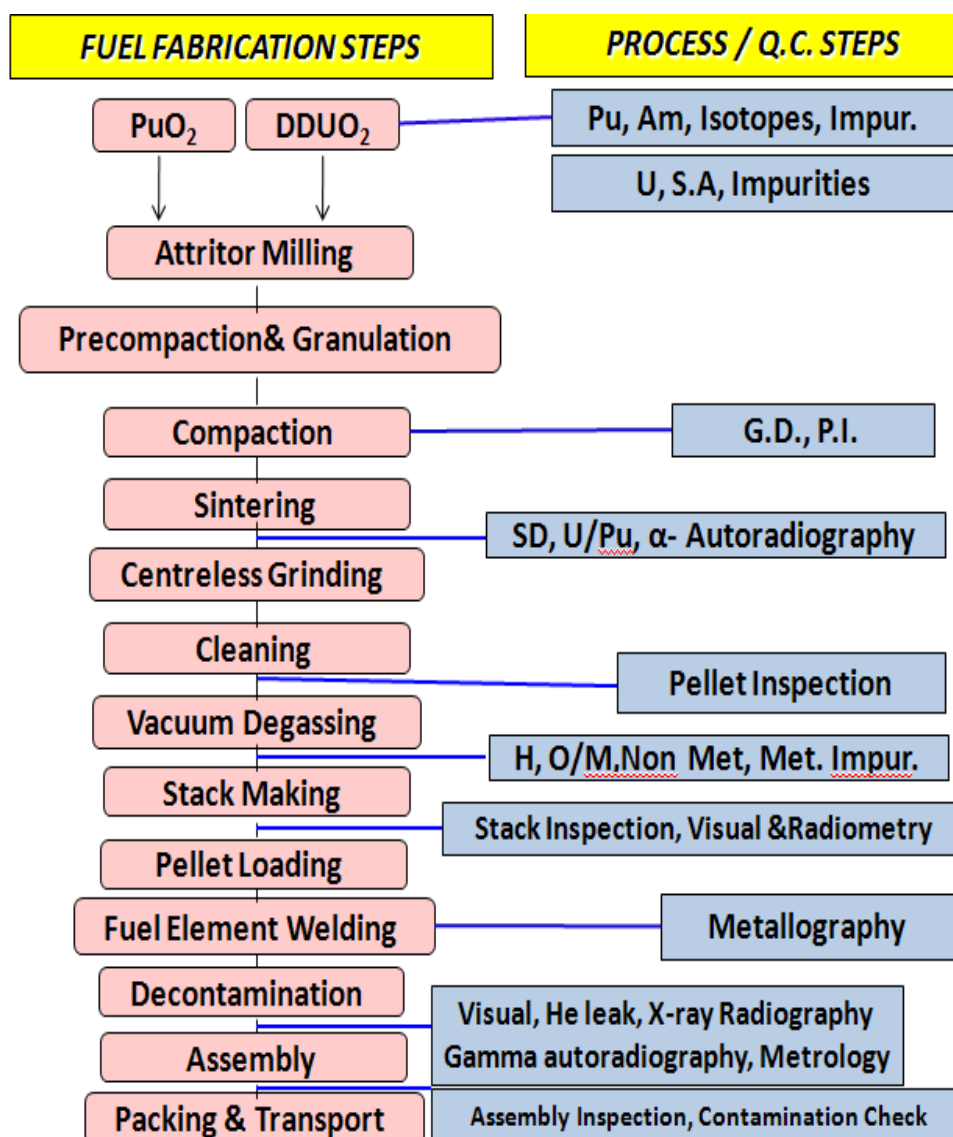 FUEL FABRICATION STEPS
PROCESS / Q.C. STEPS
PuO₂
DDUO₂
Pu, Am, Isotopes, Impur.
U, S.A, Impurities
Attritor Milling
Precompaction& Granulation
Compaction
G.D., P.I.
Sintering
SD, U/Pu, α- Autoradiography
Centreless Grinding
Cleaning
Pellet Inspection
Vacuum Degassing
H, O/M,Non Met, Met. Impur.
Stack Making
Stack Inspection, Visual &Radiometry
Pellet Loading
Fuel Element Welding
Metallography
Decontamination
Visual, He leak, X-ray Radiography
Gamma autoradiography, Metrology
Assembly
Packing & Transport
Assembly Inspection, Contamination Check